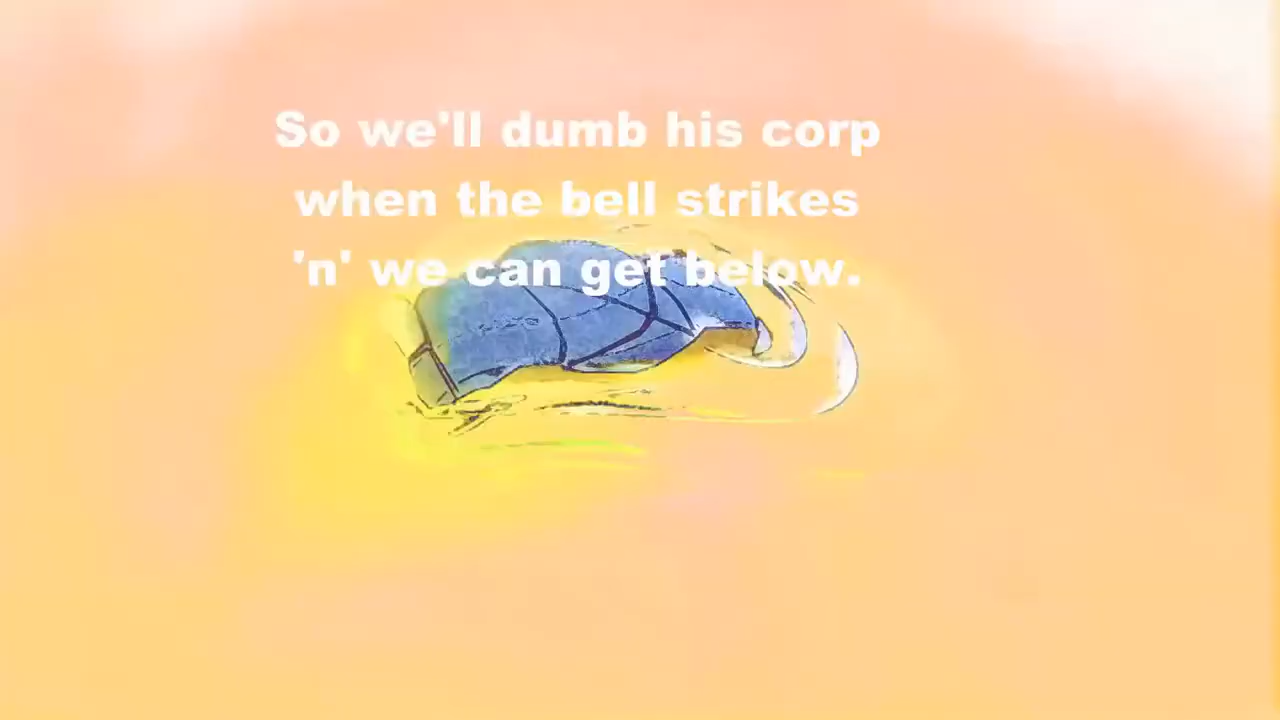 So we'll dumb his corp
when the bell strikes
'n' we can get below.